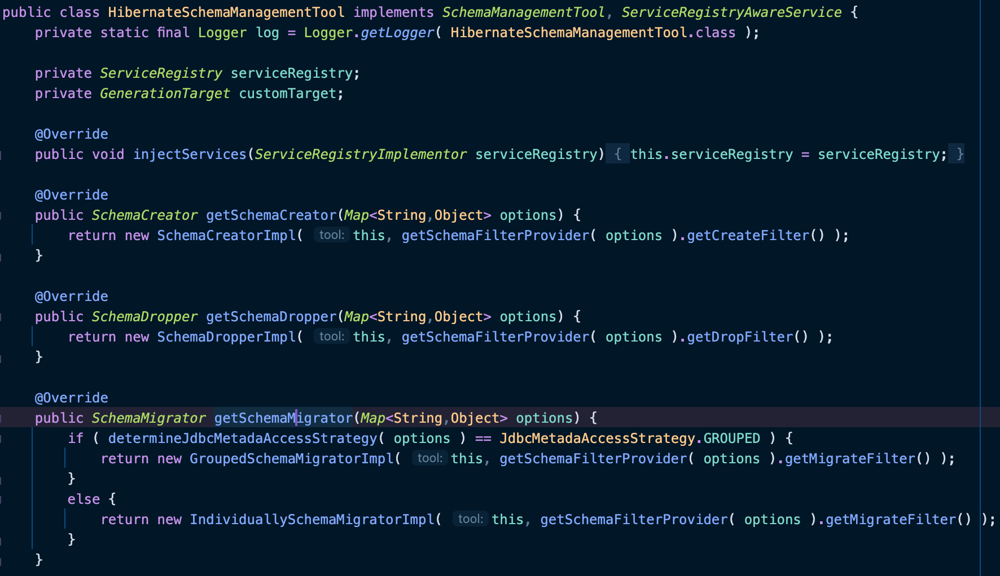 public class HibernateSchemaManagementTool implements SchemaManagementTool, ServiceRegistryAwareService {
    private static final Logger log = Logger.getLogger( HibernateSchemaManagementTool.class );

    private ServiceRegistry serviceRegistry;
    private GenerationTarget customTarget;

    @Override
    public void injectServices(ServiceRegistryImplementor serviceRegistry) { this.serviceRegistry = serviceRegistry; }

    @Override
    public SchemaCreator getSchemaCreator(Map<String,Object> options) {
        return new SchemaCreatorImpl( tool: this, getSchemaFilterProvider( options ).getCreateFilter() );
    }

    @Override
    public SchemaDropper getSchemaDropper(Map<String,Object> options) {
        return new SchemaDropperImpl( tool: this, getSchemaFilterProvider( options ).getDropFilter() );
    }

    @Override
    public SchemaMigrator getSchemaMigrator(Map<String,Object> options) {
        if ( determineJdbcMetadaAccessStrategy( options ) == JdbcMetadaAccessStrategy.GROUPED ) {
            return new GroupedSchemaMigratorImpl( tool: this, getSchemaFilterProvider( options ).getMigrateFilter() );
        }
        else {
            return new IndividuallySchemaMigratorImpl( tool: this, getSchemaFilterProvider( options ).getMigrateFilter() );
        }
    }